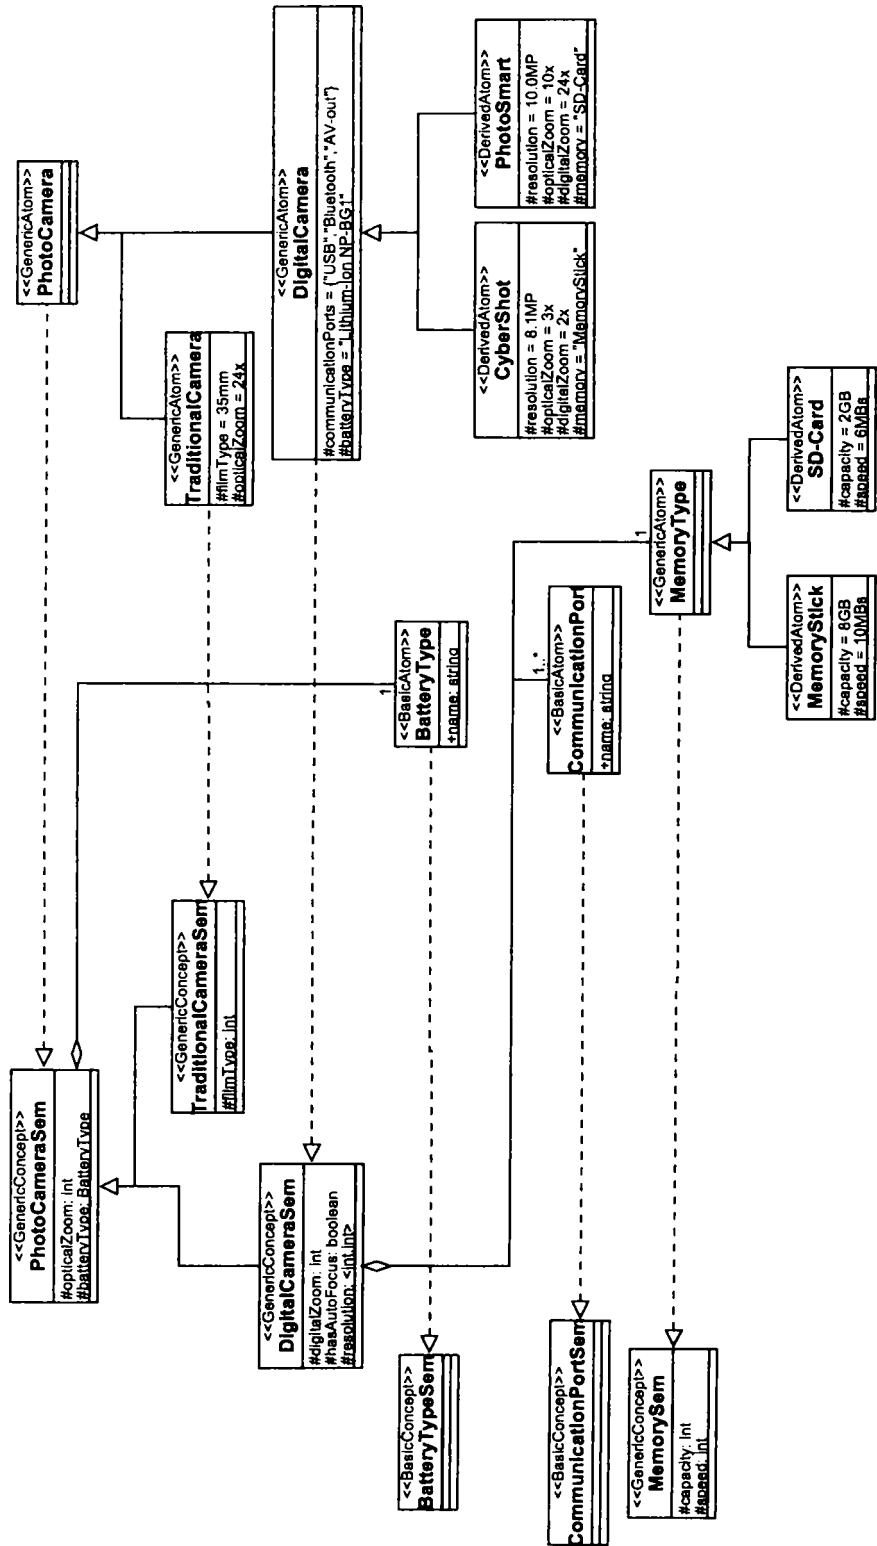 <<GenericConcept>>
PhotoCameraSem
#opticalZoom: int
#batteryType: BatteryType
<<GenericAtom>>
PhotoCamera
<<GenericConcept>>
TraditionalCameraSem
#filmType: int
<<GenericAtom>>
TraditionalCamera
#filmType = 35mm
#opticalZoom = 24x
<<GenericConcept>>
DigitalCameraSem
#digitalZoom: int
#hasAutoFocus: boolean
#resolution: <int,int>
<<GenericAtom>>
DigitalCamera
#communicationPorts = {"USB","Bluetooth","AV-out"}
#batteryType = "Lithium-Ion NP-BG1"
<<BasicConcept>>
BatteryTypeSem
1
<<BasicAtom>>
BatteryType
+name: string
<<DerivedAtom>>
CyberShot
#resolution = 8.1MP
#opticalZoom = 3x
#digitalZoom = 2x
#memory = "MemoryStick"
<<DerivedAtom>>
PhotoSmart
#resolution = 10.0MP
#opticalZoom = 10x
#digitalZoom = 24x
#memory = "SD-Card"
<<BasicConcept>>
CommunicationPortSem
1..*
<<BasicAtom>>
CommunicationPort
+name: string
<<GenericConcept>>
MemorySem
#capacity: int
#speed: int
1
<<GenericAtom>>
MemoryType
<<DerivedAtom>>
MemoryStick
#capacity = 8GB
#speed = 10MBs
<<DerivedAtom>>
SD-Card
#capacity = 2GB
#speed = 6MBs